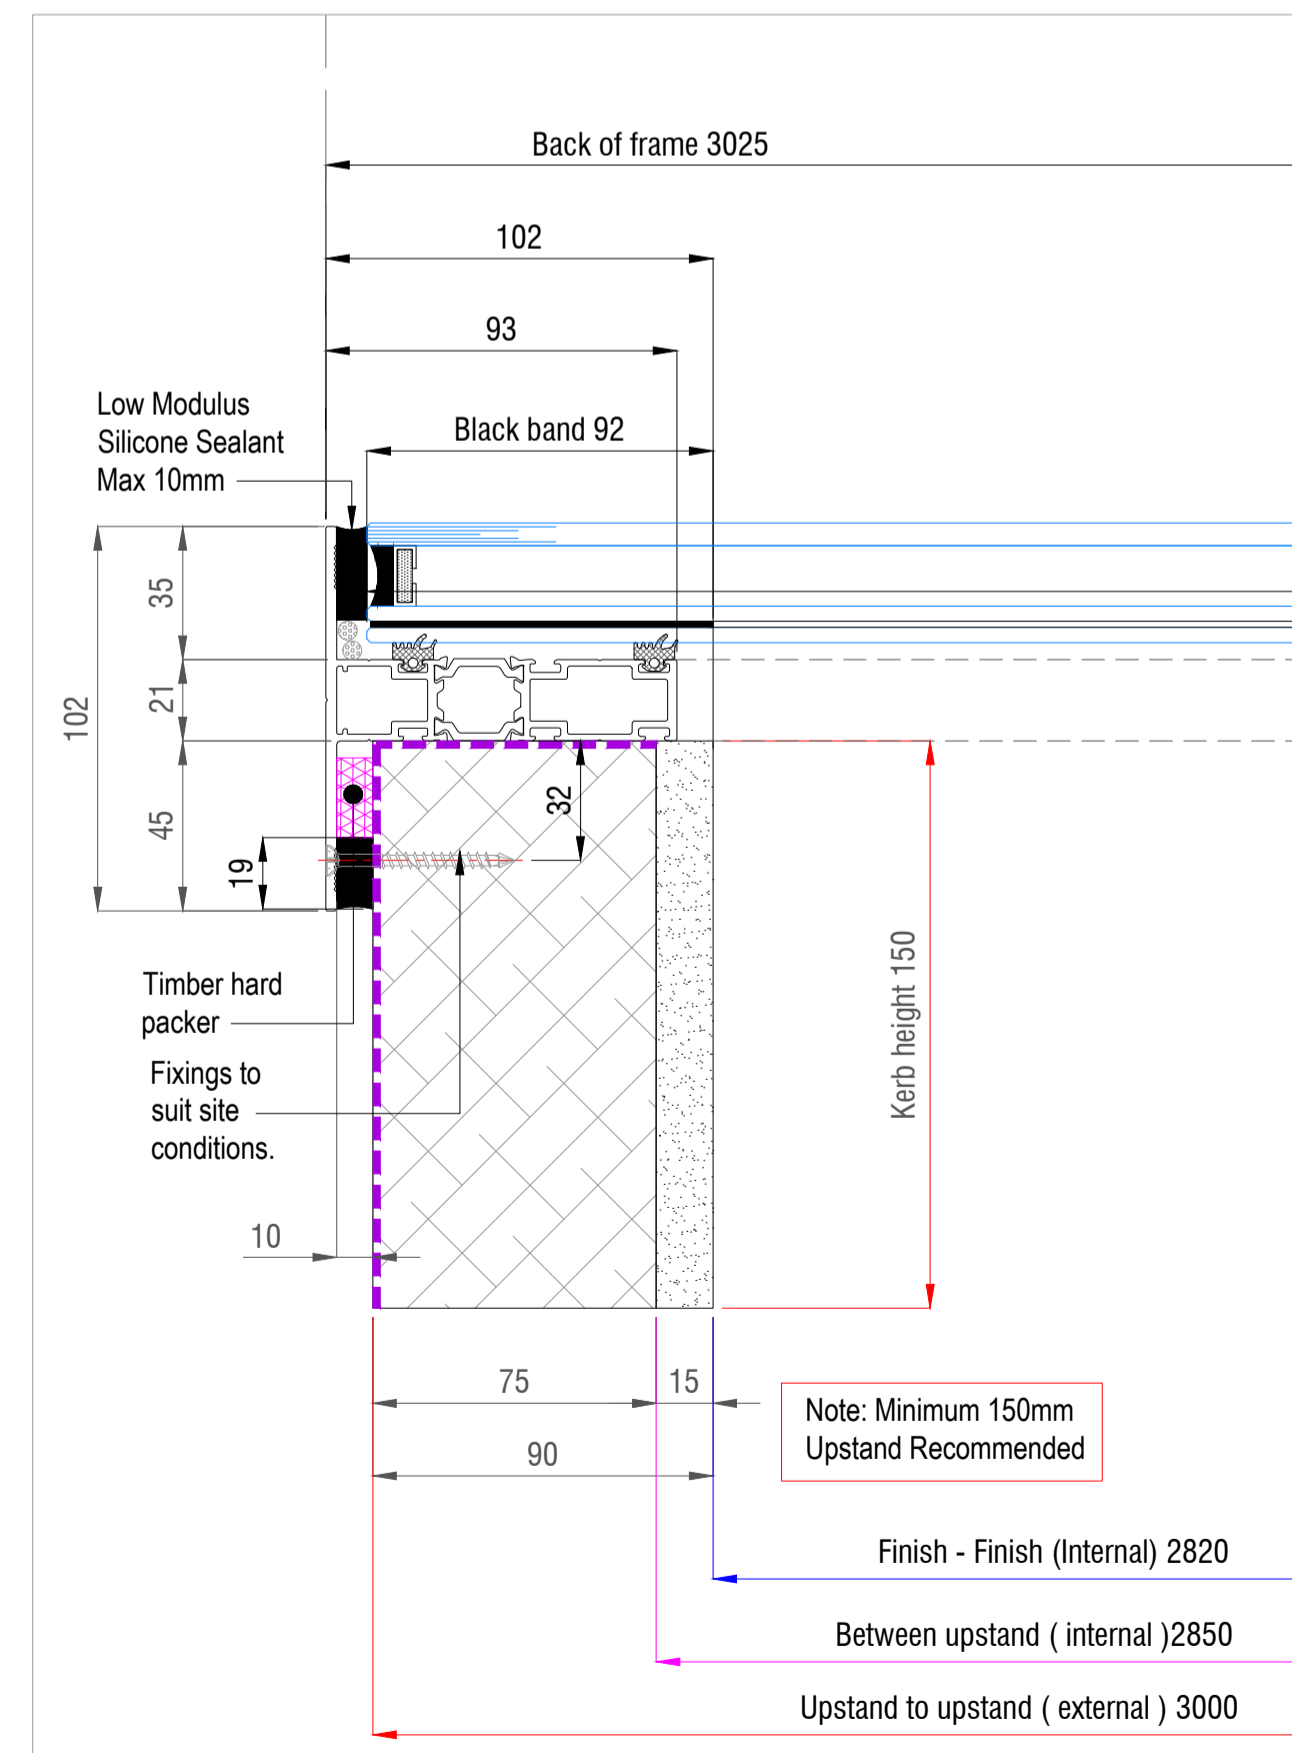 Back of frame 3025
102
93
Low Modulus
Silicone Sealant
Max 10mm
Black band 92
35
21
102
45
19
32
Timber hard
packer
Fixings to
suit site
conditions.
Kerb height 150
10
75
15
90
Note: Minimum 150mm
Upstand Recommended
Finish - Finish (Internal) 2820
Between upstand ( internal )2850
Upstand to upstand ( external ) 3000